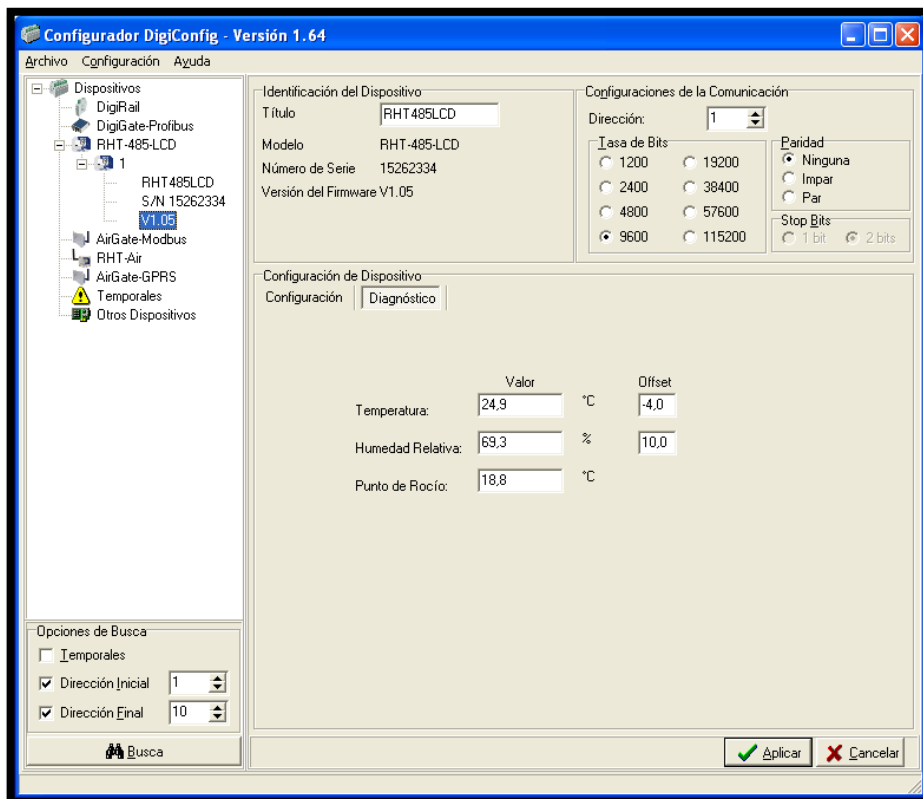 Configurador DigiConfig - Versión 1.64
Archivo Configuración Ayuda
Dispositivos
DigiRail
DigiGate-Profibus
RHT-485-LCD
1
RHT485LCD
S/N 15262334
V1.05
AirGate-Modbus
RHT-Air
AirGate-GPRS
Temporales
Otros Dispositivos
Opciones de Busca
Temporales
Dirección Inicial 1
Dirección Final 10
Busca
Identificación del Dispositivo
Título RHT485LCD
Modelo RHT-485-LCD
Número de Serie 15262334
Versión del Firmware V1.05
Configuraciones de la Comunicación
Dirección: 1
Tasa de Bits
1200 19200
2400 38400
4800 57600
9600 115200
Paridad
Ninguna
Impar
Par
Stop Bits
1 bit 2 bits
Configuración de Dispositivo
Configuración Diagnóstico
Valor Offset
Temperatura: 24,9 °C -4,0
Humedad Relativa: 69,3 % 10,0
Punto de Rocío: 18,8 °C
Aplicar Cancelar